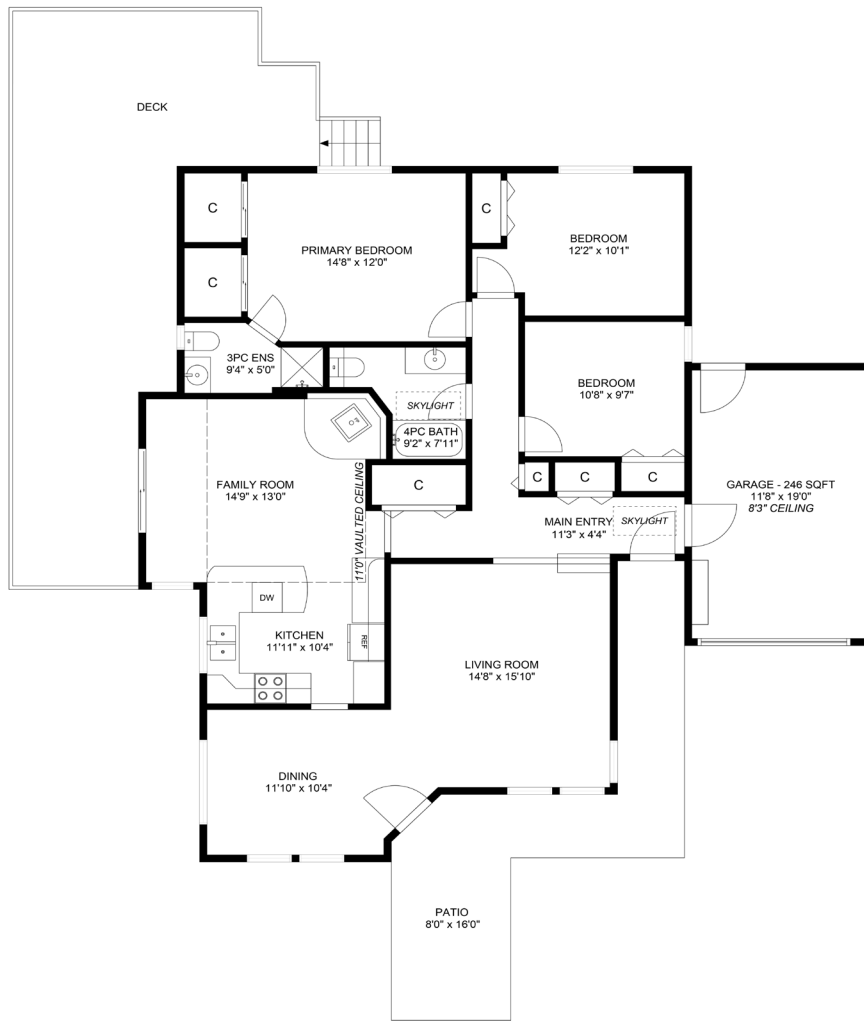 DECK
C
PRIMARY BEDROOM
14'8" x 12'0"
C
BEDROOM
12'2" x 10'1"
C
3PC ENS
9'4" x 5'0"
SKYLIGHT
4PC BATH
9'2" x 7'11"
BEDROOM
10'8" x 9'7"
FAMILY ROOM
14'9" x 13'0"
11'0" VAULTED CEILING
C
C
C
C
GARAGE - 246 SQFT
11'8" x 19'0"
8'3" CEILING
MAIN ENTRY
11'3" x 4'4"
SKYLIGHT
DW
KITCHEN
11'11" x 10'4"
REF
LIVING ROOM
14'8" x 15'10"
DINING
11'10" x 10'4"
PATIO
8'0" x 16'0"